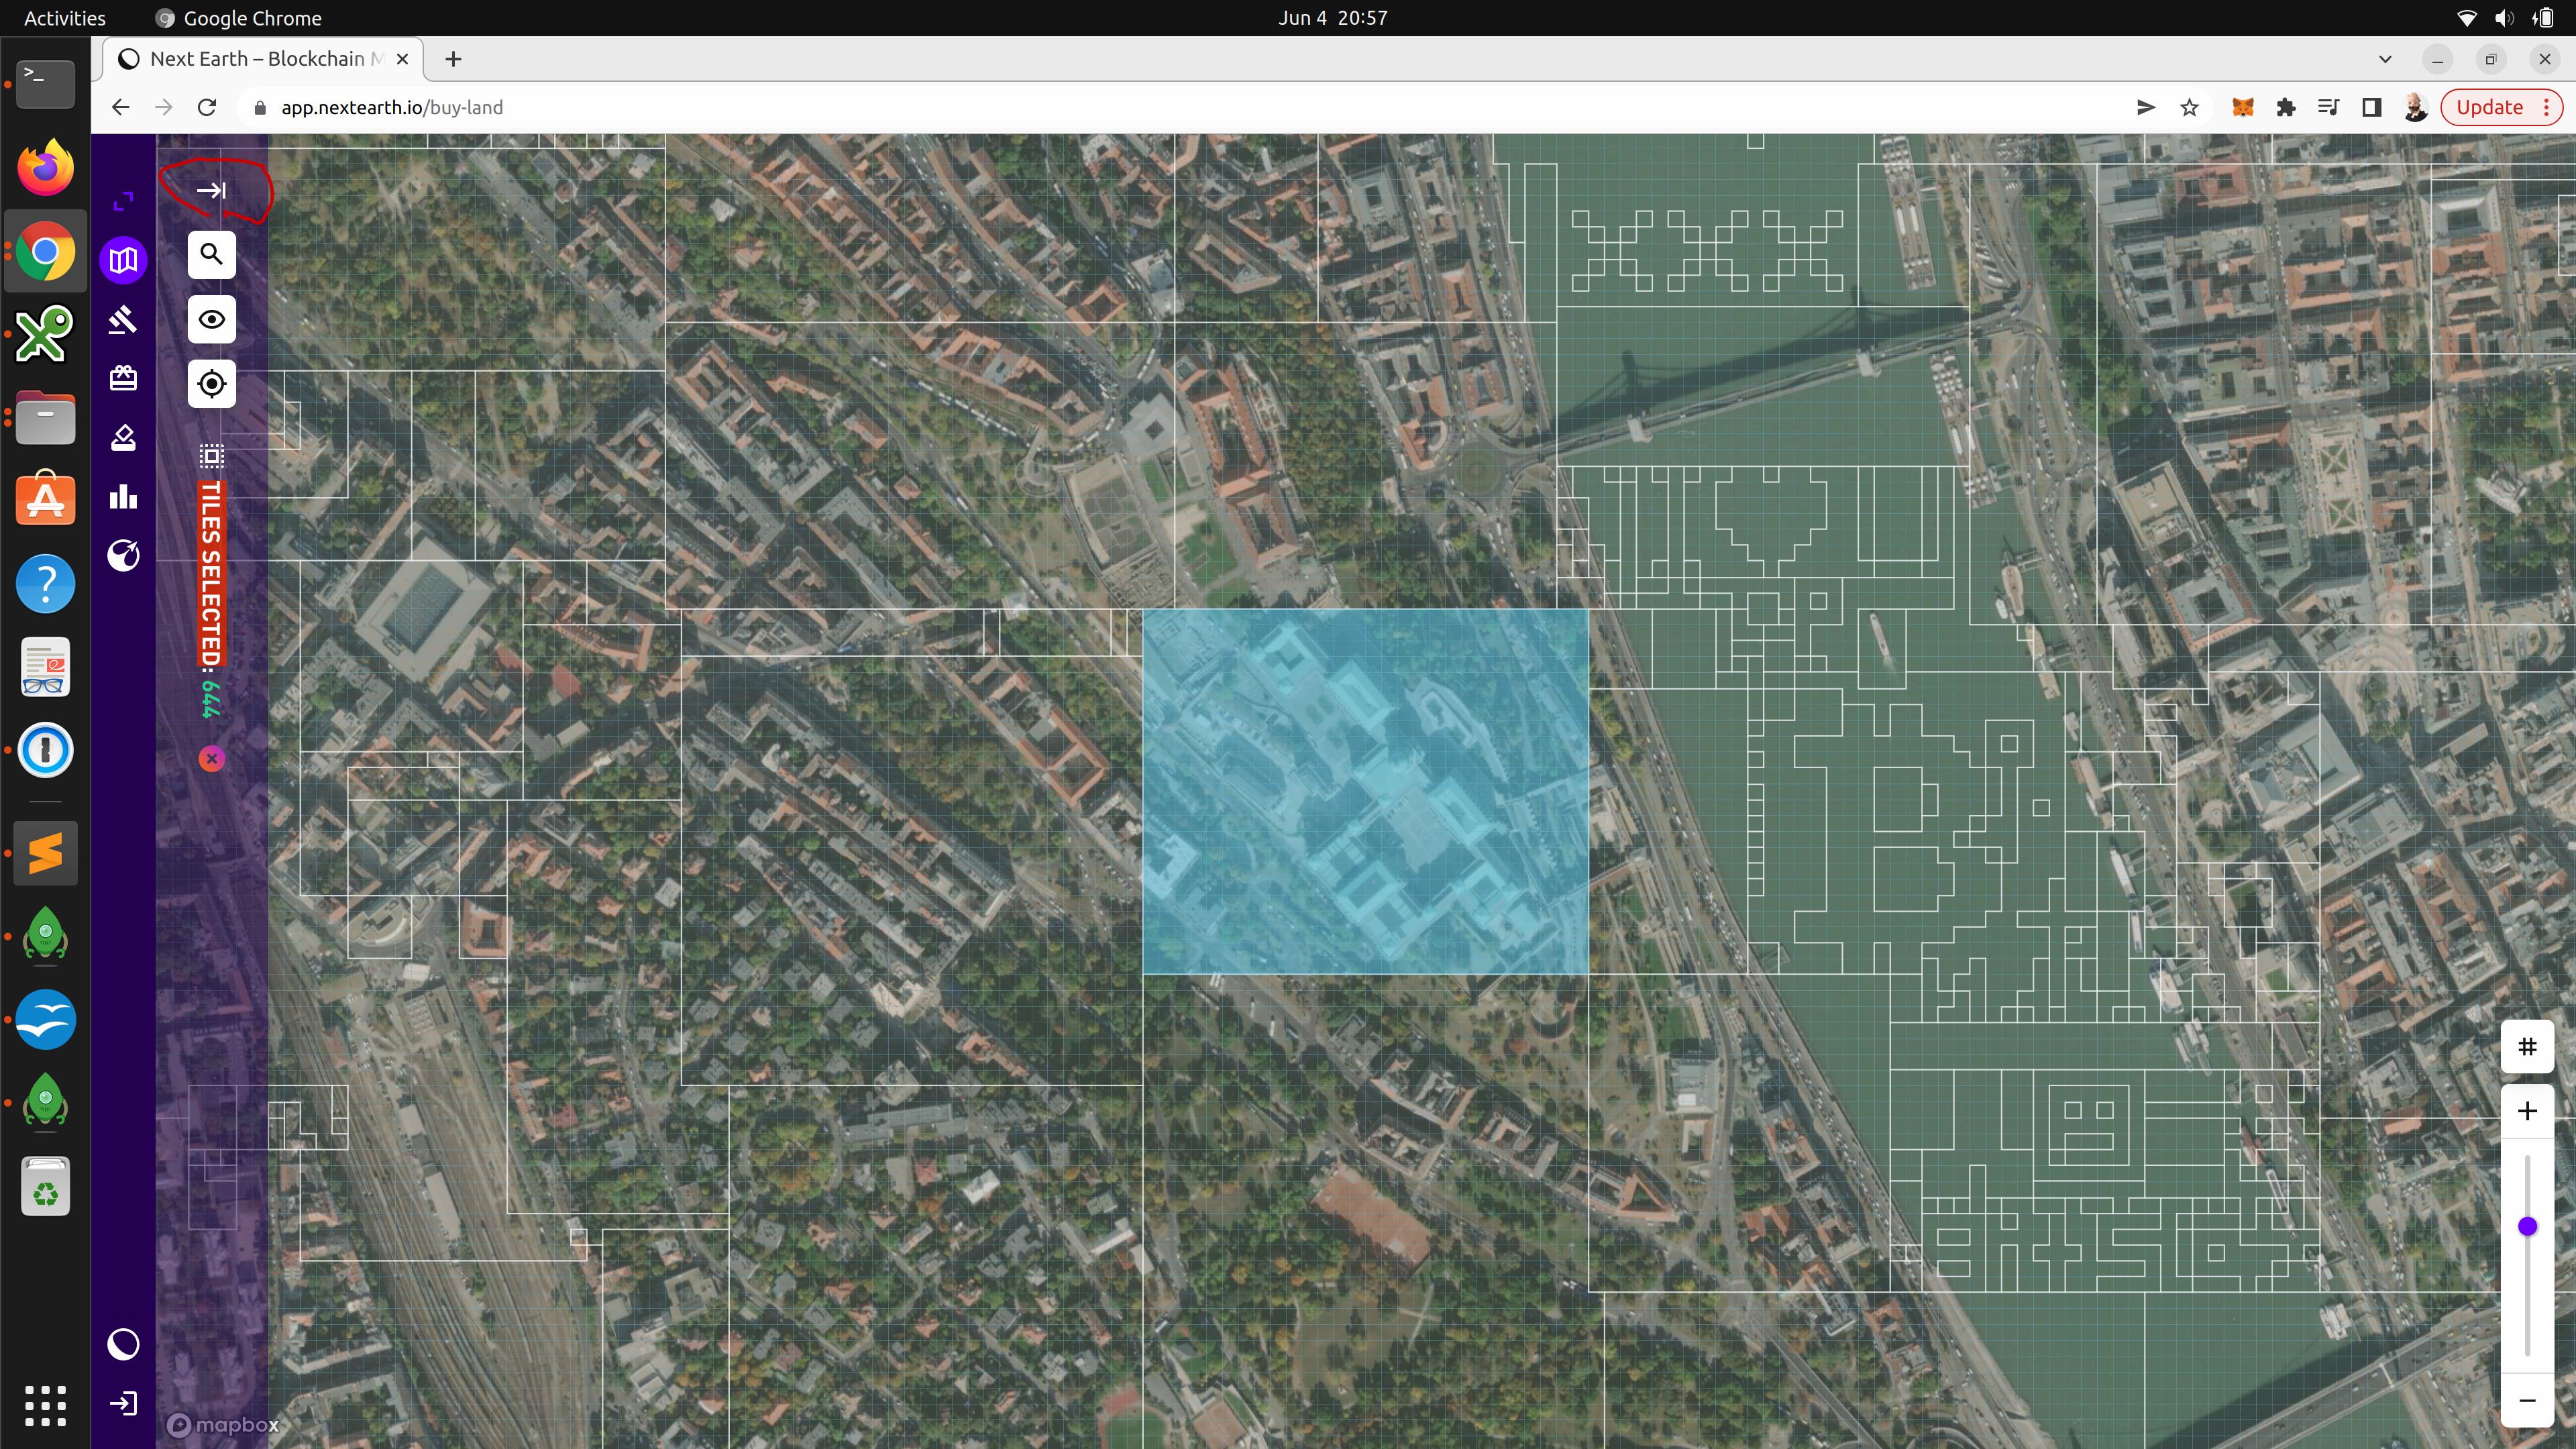 Activities
Google Chrome
Jun 4 20:57
Next Earth – Blockchain M
app.nextearth.io/buy-land
Update
TILES SELECTED: 644
mapbox